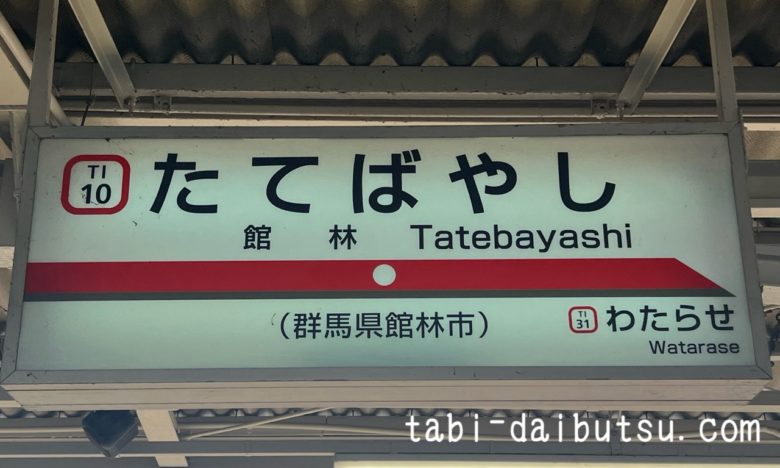 TI
10
たてばやし
館林 Tatebayashi
(群馬県館林市)
TI
31
わたらせ
Watarase
tabi-daibutsu.com